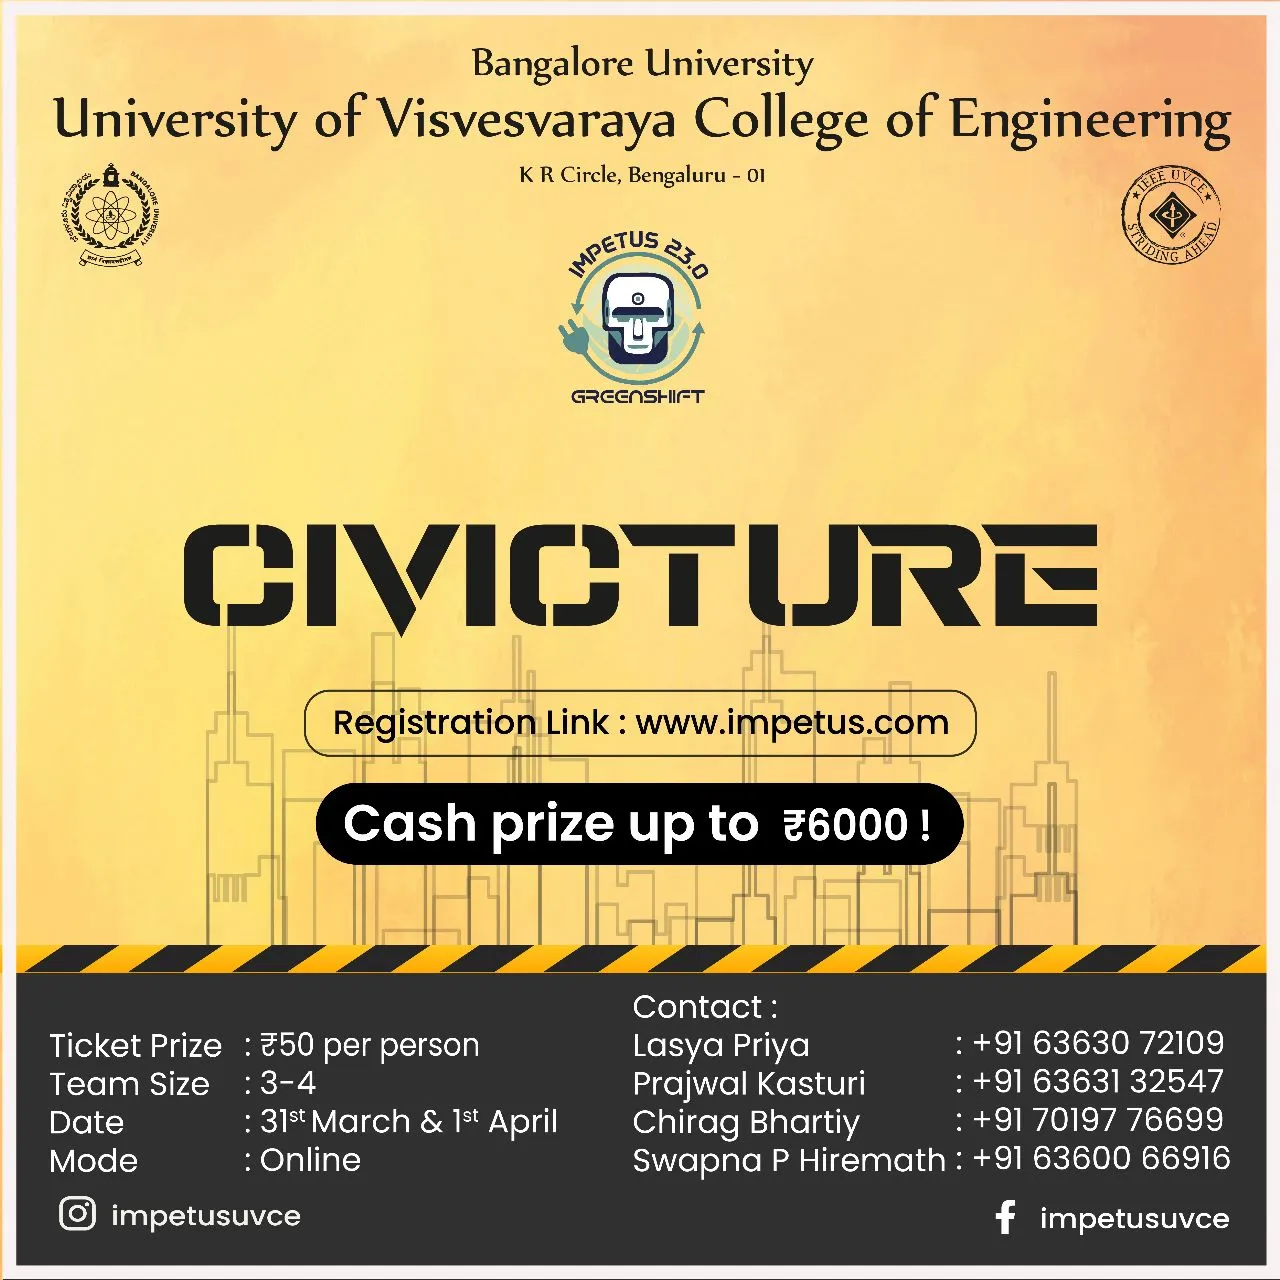 Bangalore University
University of Visvesvaraya College of Engineering
K R Circle, Bengaluru - 01
BANGALORE UNIVERSITY
IEEE UVCE
STRIDING AHEAD
IMPETUS 23.0
GREENSHIFT
CIVICTURE
Registration Link : www.impetus.com
Cash prize up to ₹6000 !
Ticket Prize : ₹50 per person
Team Size : 3-4
Date : 31st March & 1st April
Mode : Online
impetusuvce
Contact :
Lasya Priya : +91 63630 72109
Prajwal Kasturi : +91 63631 32547
Chirag Bhartiy : +91 70197 76699
Swapna P Hiremath : +91 63600 66916
impetusuvce